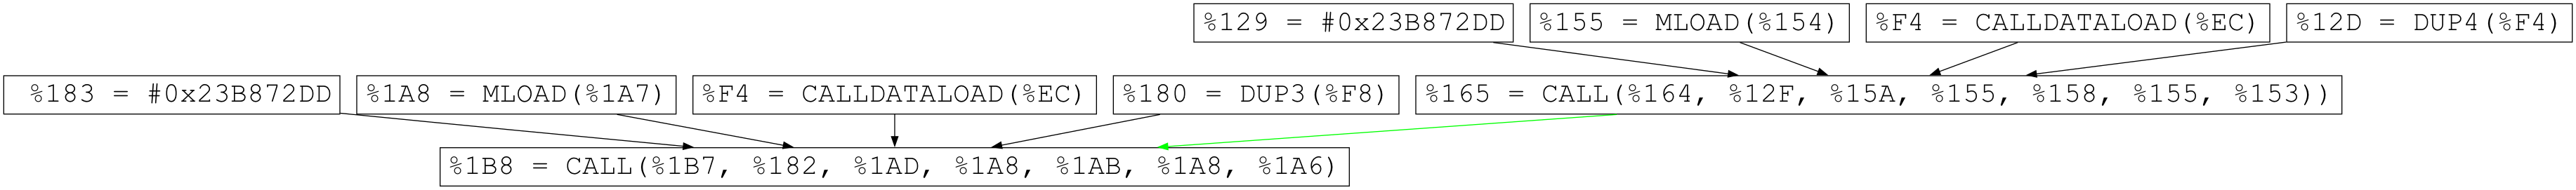 %129 = #0x23B872DD
%155 = MLOAD(%154)
%F4 = CALLDATALOAD(%EC)
%12D = DUP4(%F4)
%183 = #0x23B872DD
%1A8 = MLOAD(%1A7)
%F4 = CALLDATALOAD(%EC)
%180 = DUP3(%F8)
%165 = CALL(%164, %12F, %15A, %155, %158, %155, %153))
%1B8 = CALL(%1B7, %182, %1AD, %1A8, %1AB, %1A8, %1A6)